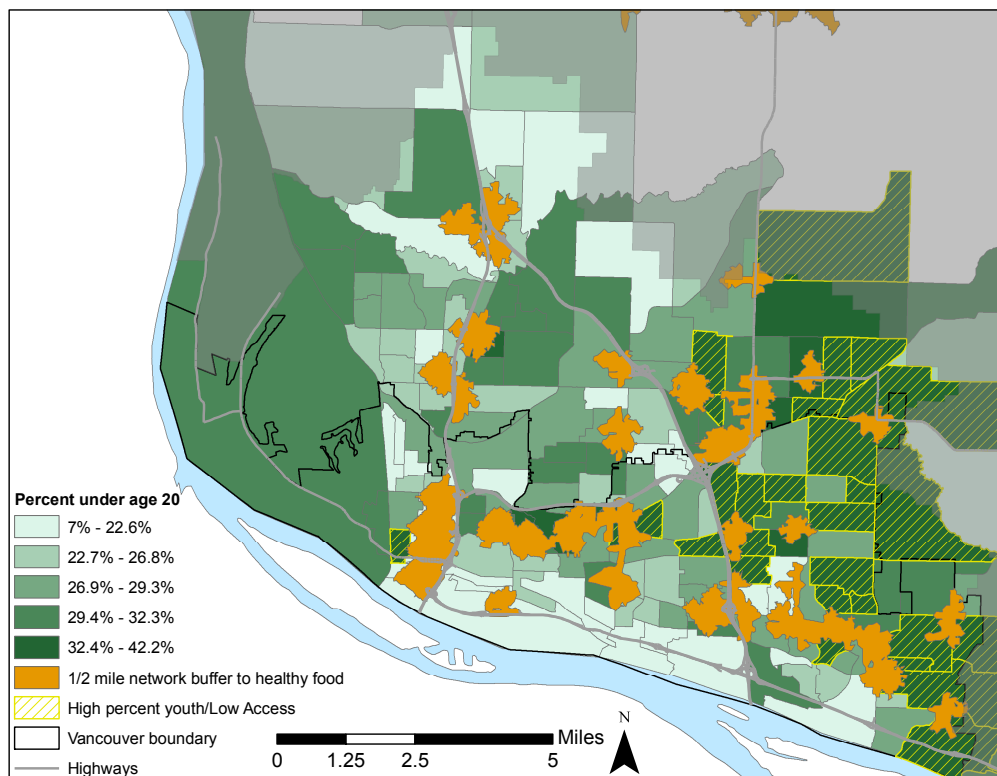 Percent under age 20
7% - 22.6%
22.7% - 26.8%
26.9% - 29.3%
29.4% - 32.3%
32.4% - 42.2%
1/2 mile network buffer to healthy food
High percent youth/Low Access
Vancouver boundary
Highways
Miles
0 1.25 2.5 5
N